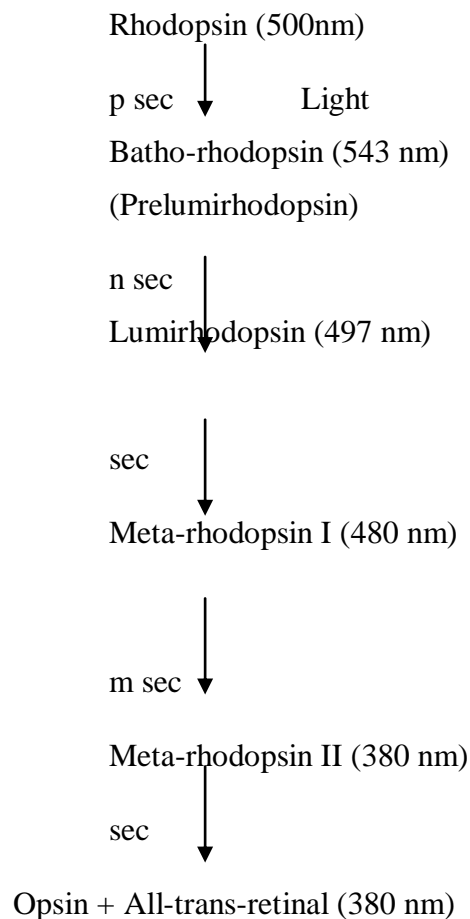 Rhodopsin (500nm)
p sec Light
Batho-rhodopsin (543 nm)
(Prelumirhodopsin)
n sec
Lumirhodopsin (497 nm)
sec
Meta-rhodopsin I (480 nm)
m sec
Meta-rhodopsin II (380 nm)
sec
Opsin + All-trans-retinal (380 nm)